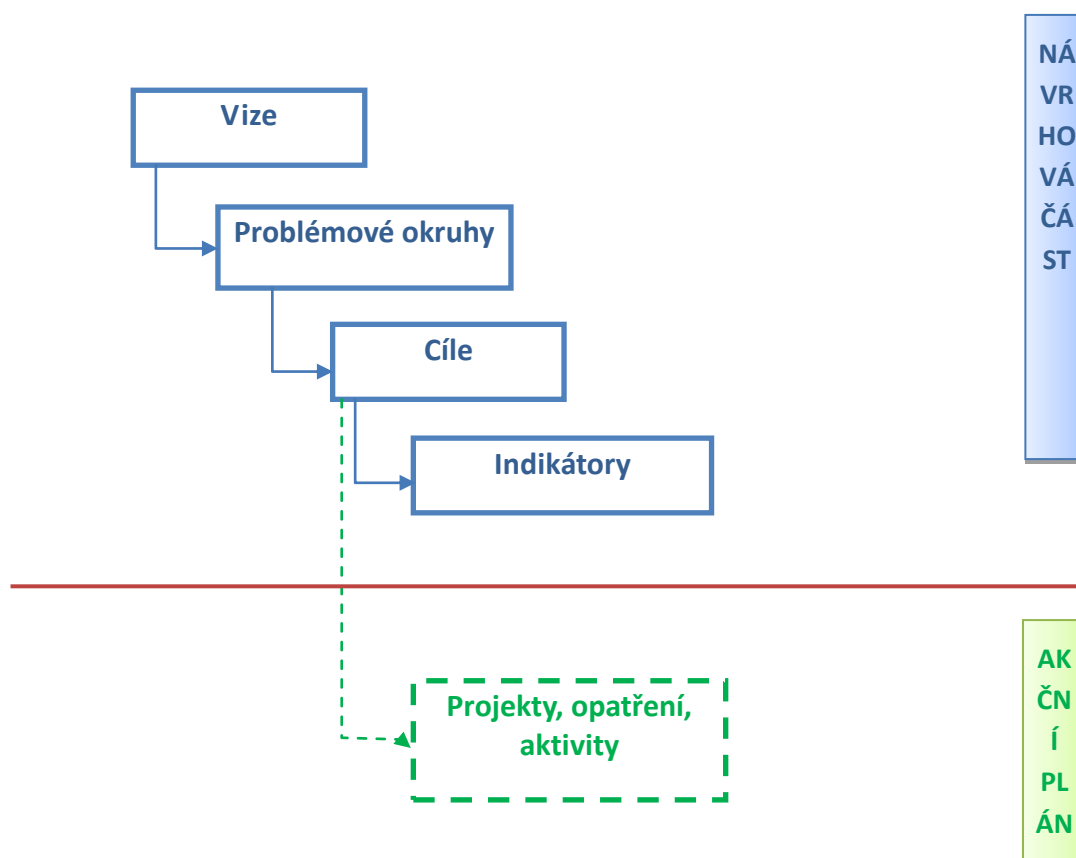 Vize
Problémové okruhy
Cíle
Indikátory
Projekty, opatření,
aktivity
NÁ
VR
HO
VÁ
ČÁ
ST
AK
ČN
Í
PL
ÁN